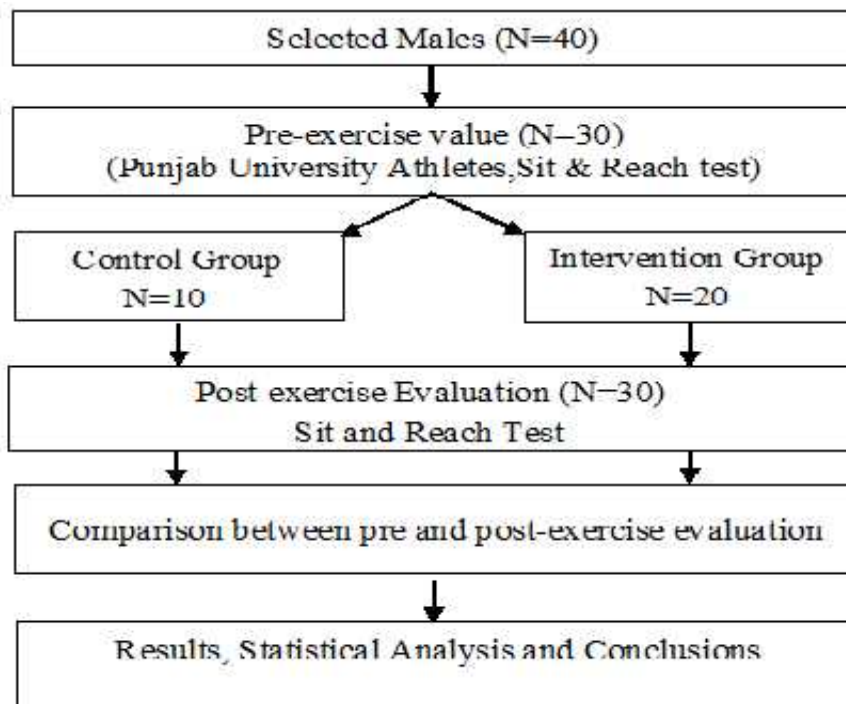 Selected Males (N=40)
Pre-exercise value (N=30)
(Punjab University Athletes,Sit & Reach test)
Control Group
N=10
Intervention Group
N=20
Post exercise Evaluation (N=30)
Sit and Reach Test
Comparison between pre and post-exercise evaluation
Results, Statistical Analysis and Conclusions